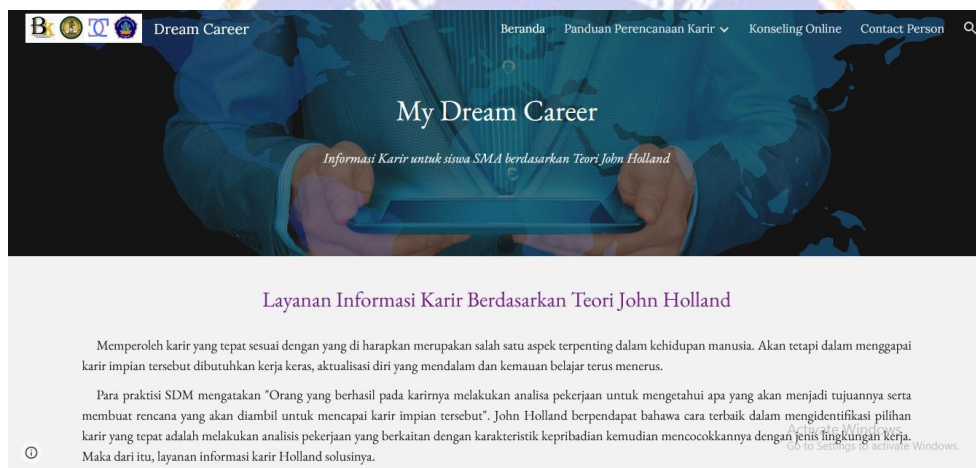 Dream Career
Beranda Panduan Perencanaan Karir Konseling Online Contact Person
My Dream Career
Informasi Karir untuk siswa SMA berdasarkan Teori John Holland
Layanan Informasi Karir Berdasarkan Teori John Holland
Memperoleh karir yang tepat sesuai dengan yang di harapkan merupakan salah satu aspek terpenting dalam kehidupan manusia. Akan tetapi dalam menggapai
karir impian tersebut dibutuhkan kerja keras, aktualisasi diri yang mendalam dan kemauan belajar terus menerus.
Para praktisi SDM mengatakan "Orang yang berhasil pada karirnya melakukan analisa pekerjaan untuk mengetahui apa yang akan menjadi tujuannya serta
membuat rencana yang akan diambil untuk mencapai karir impian tersebut". John Holland berpendapat bahawa cara terbaik dalam mengidentifikasi pilihan
karir yang tepat adalah melakukan analisis pekerjaan yang berkaitan dengan karakteristik kepribadian kemudian mencocokkannya dengan jenis lingkungan kerja.
Maka dari itu, layanan informasi karir Holland solusinya.
Activate Windows
Go to Settings to activate Windows.